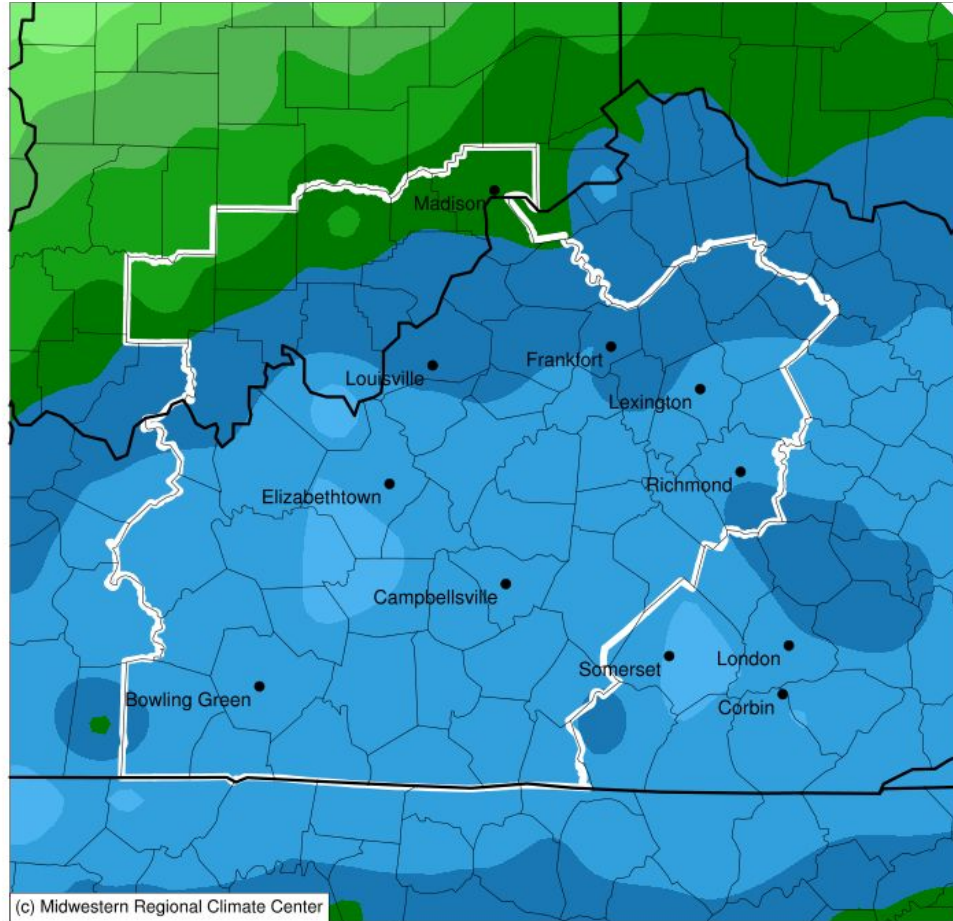 Madison
Frankfort
Louisville
Lexington
Richmond
Elizabethtown
Campbellsville
London
Somerset
Bowling Green
Corbin
(c) Midwestern Regional Climate Center